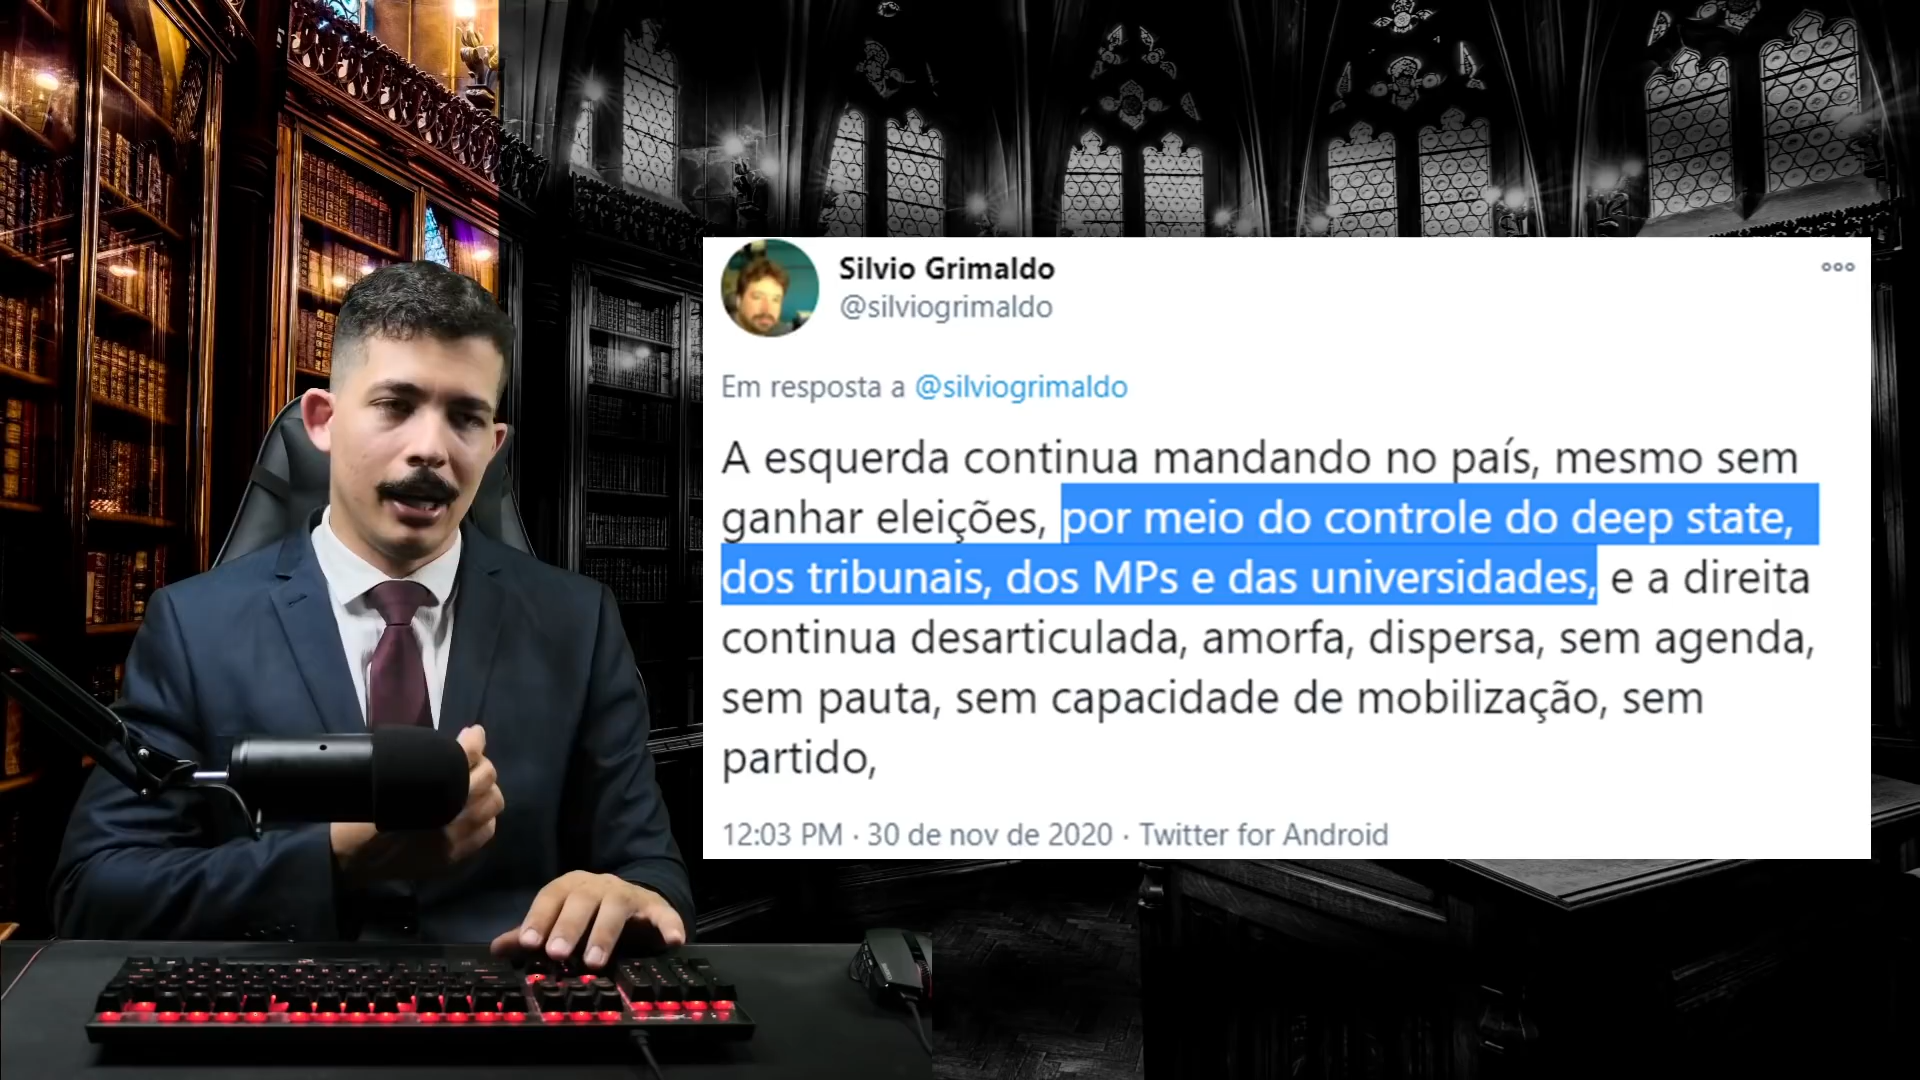 Silvio Grimaldo
@silviogrimaldo
Em resposta a @silviogrimaldo
A esquerda continua mandando no país, mesmo sem
ganhar eleições, por meio do controle do deep state,
dos tribunais, dos MPs e das universidades, e a direita
continua desarticulada, amorfa, dispersa, sem agenda,
sem pauta, sem capacidade de mobilização, sem
partido,
12:03 PM · 30 de nov de 2020 · Twitter for Android